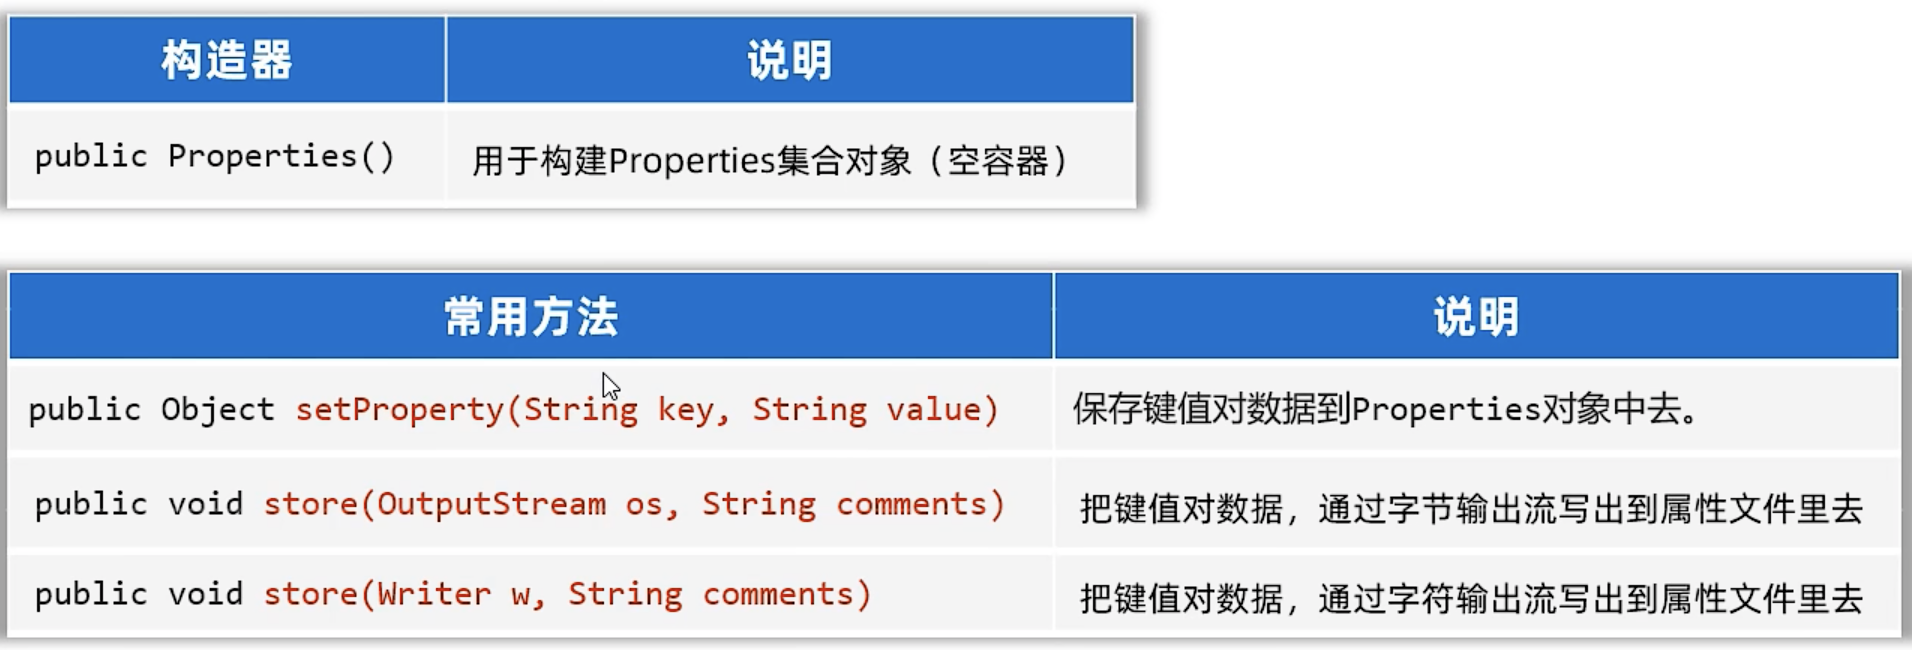 构造器 说明
public Properties() 用于构建Properties集合对象（空容器）
常用方法 说明
public Object setProperty(String key, String value) 保存键值对数据到Properties对象中去。
public void store(OutputStream os, String comments) 把键值对数据，通过字节输出流写出到属性文件里去
public void store(Writer w, String comments) 把键值对数据，通过字符输出流写出到属性文件里去